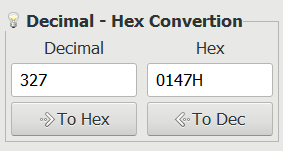 Decimal - Hex Convertion
Decimal Hex
327 0147H
To Hex To Dec